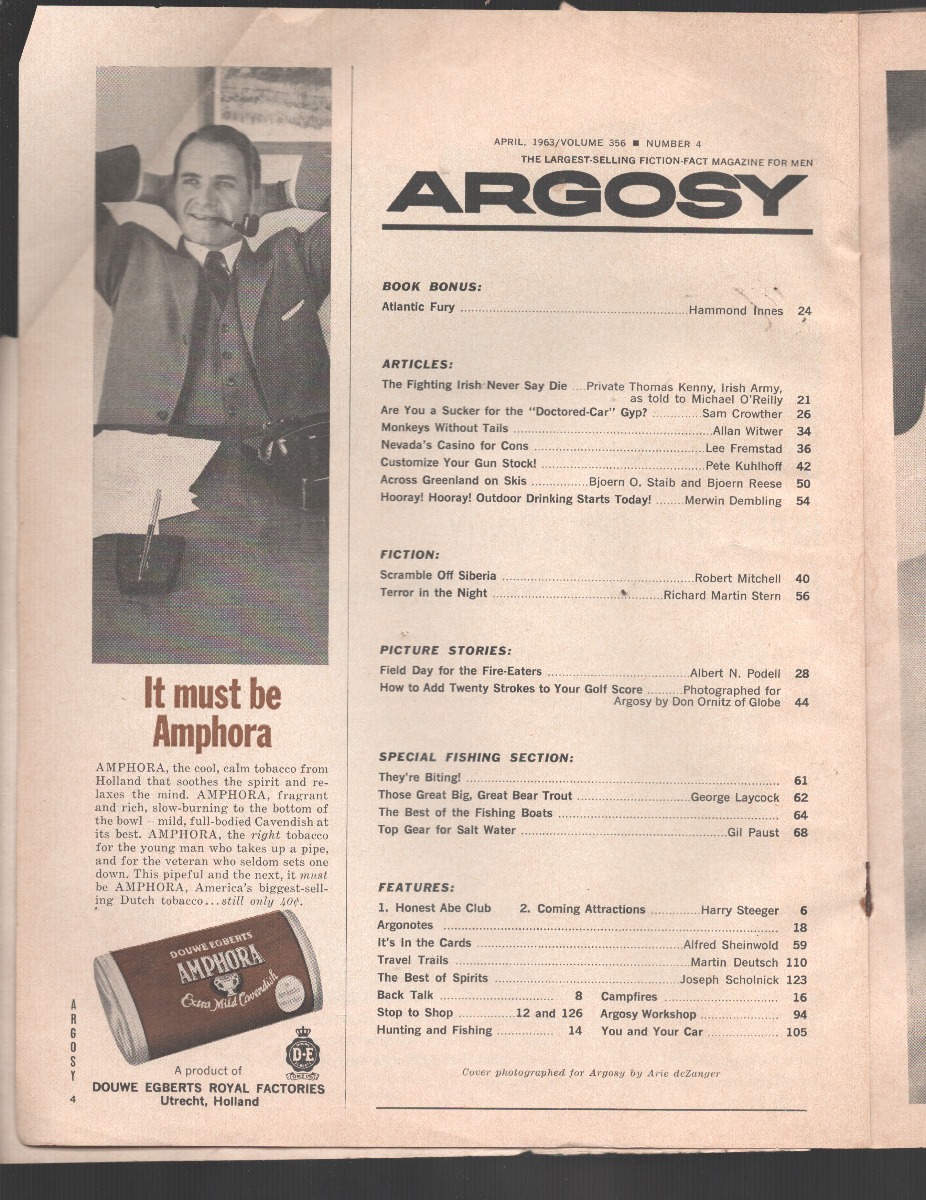 APRIL, 1963/VOLUME 356 ■ NUMBER 4
THE LARGEST-SELLING FICTION-FACT MAGAZINE FOR MEN
ARGOSY
BOOK BONUS:
Atlantic Fury ........ Hammond Innes 24
ARTICLES:
The Fighting Irish Never Say Die .... Private Thomas Kenny, Irish Army,
as told to Michael O'Reilly 21
Are You a Sucker for the "Doctored-Car" Gyp? ........ Sam Crowther 26
Monkeys Without Tails ........ Allan Witwer 34
Nevada's Casino for Cons ........ Lee Fremstad 36
Customize Your Gun Stock! ........ Pete Kuhlhoff 42
Across Greenland on Skis ........ Bjoern O. Staib and Bjoern Reese 50
Hooray! Hooray! Outdoor Drinking Starts Today! ........ Merwin Dembling 54
FICTION:
Scramble Off Siberia ........ Robert Mitchell 40
Terror in the Night ........ Richard Martin Stern 56
PICTURE STORIES:
Field Day for the Fire-Eaters ........ Albert N. Podell 28
How to Add Twenty Strokes to Your Golf Score ........ Photographed for
Argosy by Don Ornitz of Globe 44
SPECIAL FISHING SECTION:
They're Biting! ........ 61
Those Great Big, Great Bear Trout ........ George Laycock 62
The Best of the Fishing Boats ........ 64
Top Gear for Salt Water ........ Gil Paust 68
FEATURES:
1. Honest Abe Club 2. Coming Attractions ........ Harry Steeger 6
Argonotes ........ 18
It's In the Cards ........ Alfred Sheinwold 59
Travel Trails ........ Martin Deutsch 110
The Best of Spirits ........ Joseph Scholnick 123
Back Talk ........ 8 Campfires ........ 16
Stop to Shop ........ 12 and 126 Argosy Workshop ........ 94
Hunting and Fishing ........ 14 You and Your Car ........ 105
Cover photographed for Argosy by Arie deZanger
It must be
Amphora
AMPHORA, the cool, calm tobacco from
Holland that soothes the spirit and re-
laxes the mind. AMPHORA, fragrant
and rich, slow-burning to the bottom of
the bowl – mild, full-bodied Cavendish at
its best. AMPHORA, the right tobacco
for the young man who takes up a pipe,
and for the veteran who seldom sets one
down. This pipeful and the next, it must
be AMPHORA, America's biggest-sell-
ing Dutch tobacco...still only 40¢.
DOUWE EGBERTS
AMPHORA
Extra Mild Cavendish
D·E
A product of
DOUWE EGBERTS ROYAL FACTORIES
Utrecht, Holland
ARGOSY
4